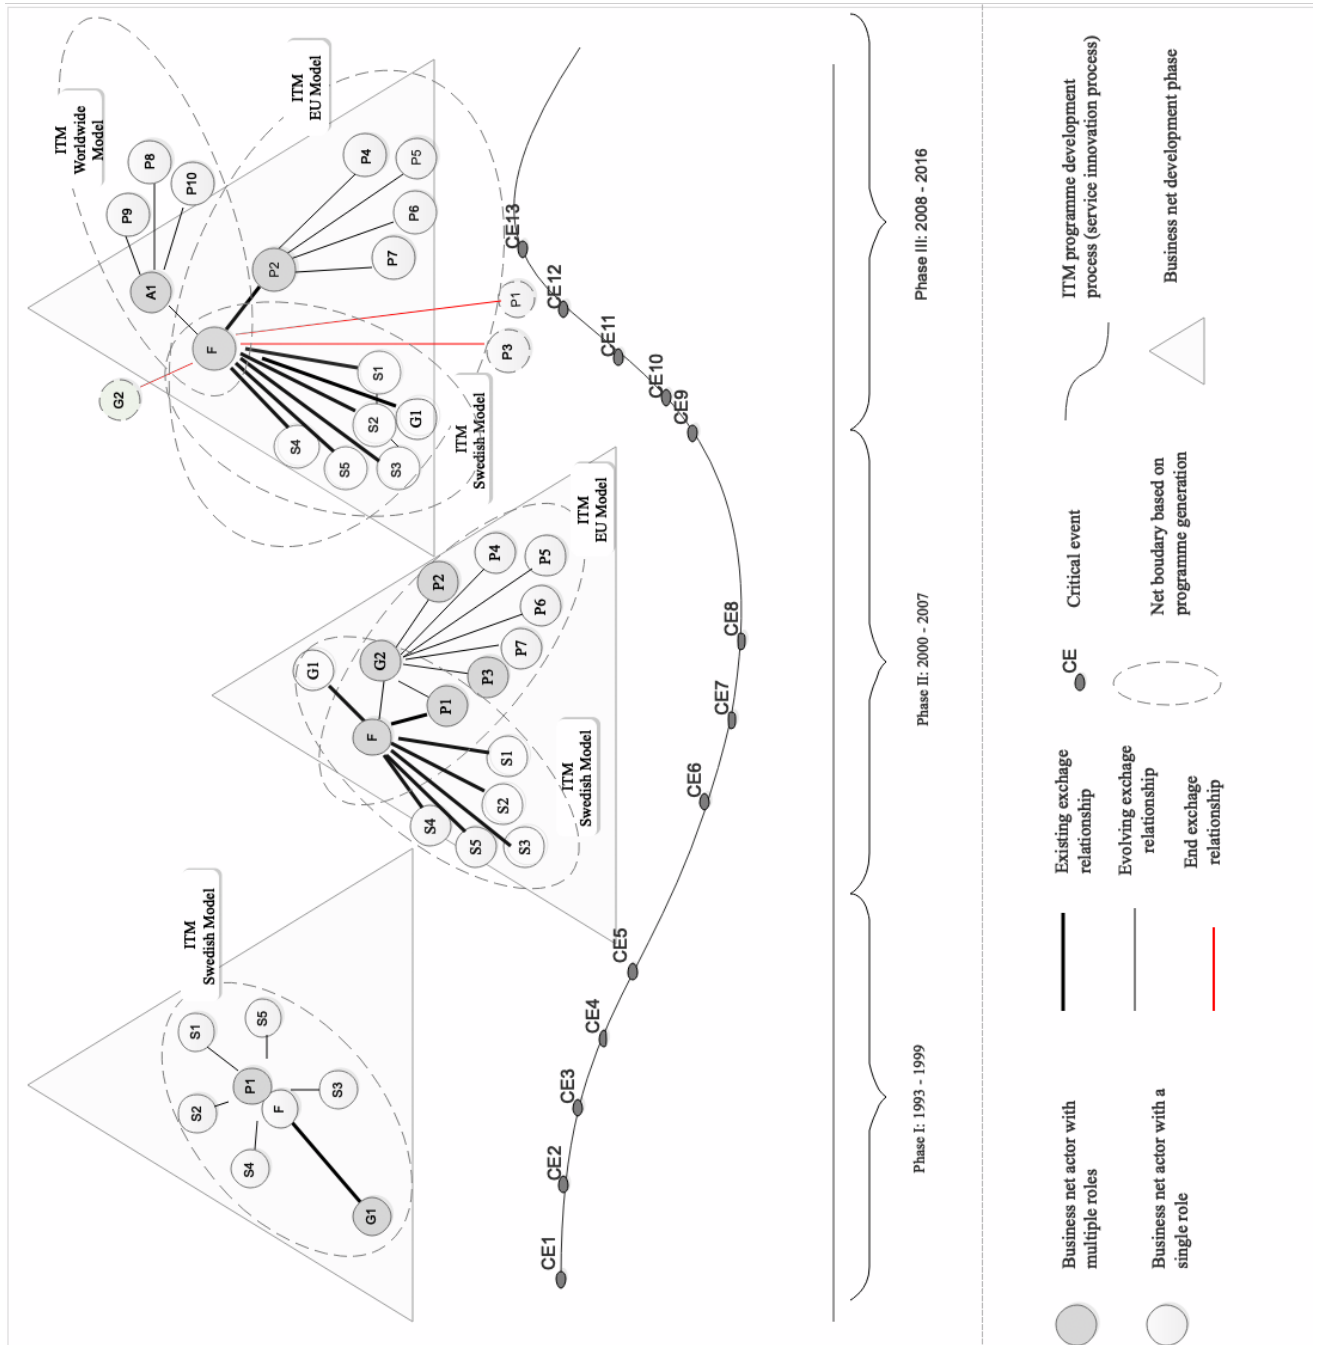 ITM
Swedish Model
S1
S5
S2
P1
F
S3
S4
G1
ITM
EU Model
G1
G2
P2
P4
P5
P6
P7
P3
P1
F
S1
S2
S3
S4
S5
ITM
Swedish Model
ITM
Worldwide
Model
ITM
EU Model
P9
P8
P10
A1
P4
P5
P6
P7
P2
F
G2
P1
P3
S1
S2
G1
S3
S4
S5
ITM
Swedish Model
CE1
CE2
CE3
CE4
CE5
CE6
CE7
CE8
CE9
CE10
CE11
CE12
CE13
Phase I: 1993 - 1999
Phase II: 2000 - 2007
Phase III: 2008 - 2016
Business net actor with
multiple roles
Business net actor with a
single role
Existing exchage
relationship
Evolving exchage
relationship
End exchage
relationship
CE
Critical event
Net boudary based on
programme generation
ITM programme development
process (service innovation process)
Business net development phase